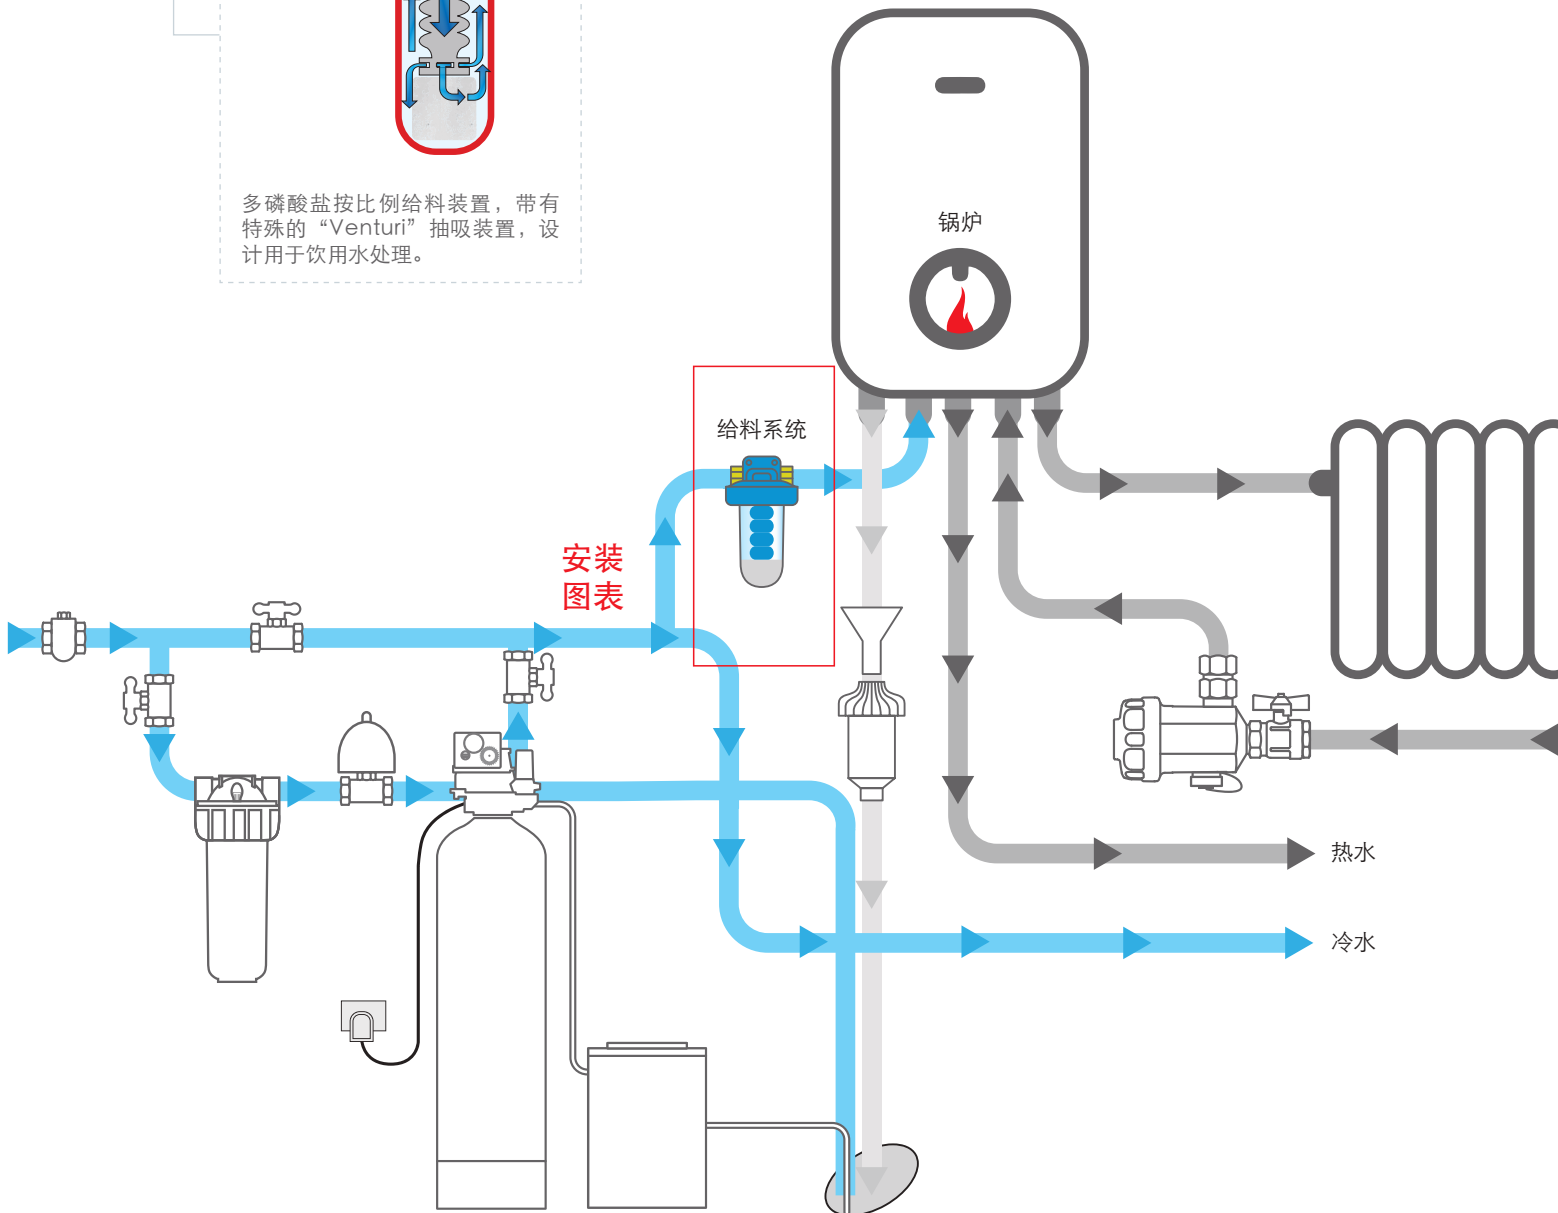 多磷酸盐按比例给料装置，带有
特殊的“Venturi”抽吸装置，设
计用于饮用水处理。
锅炉
给料系统
安装
图表
热水
冷水